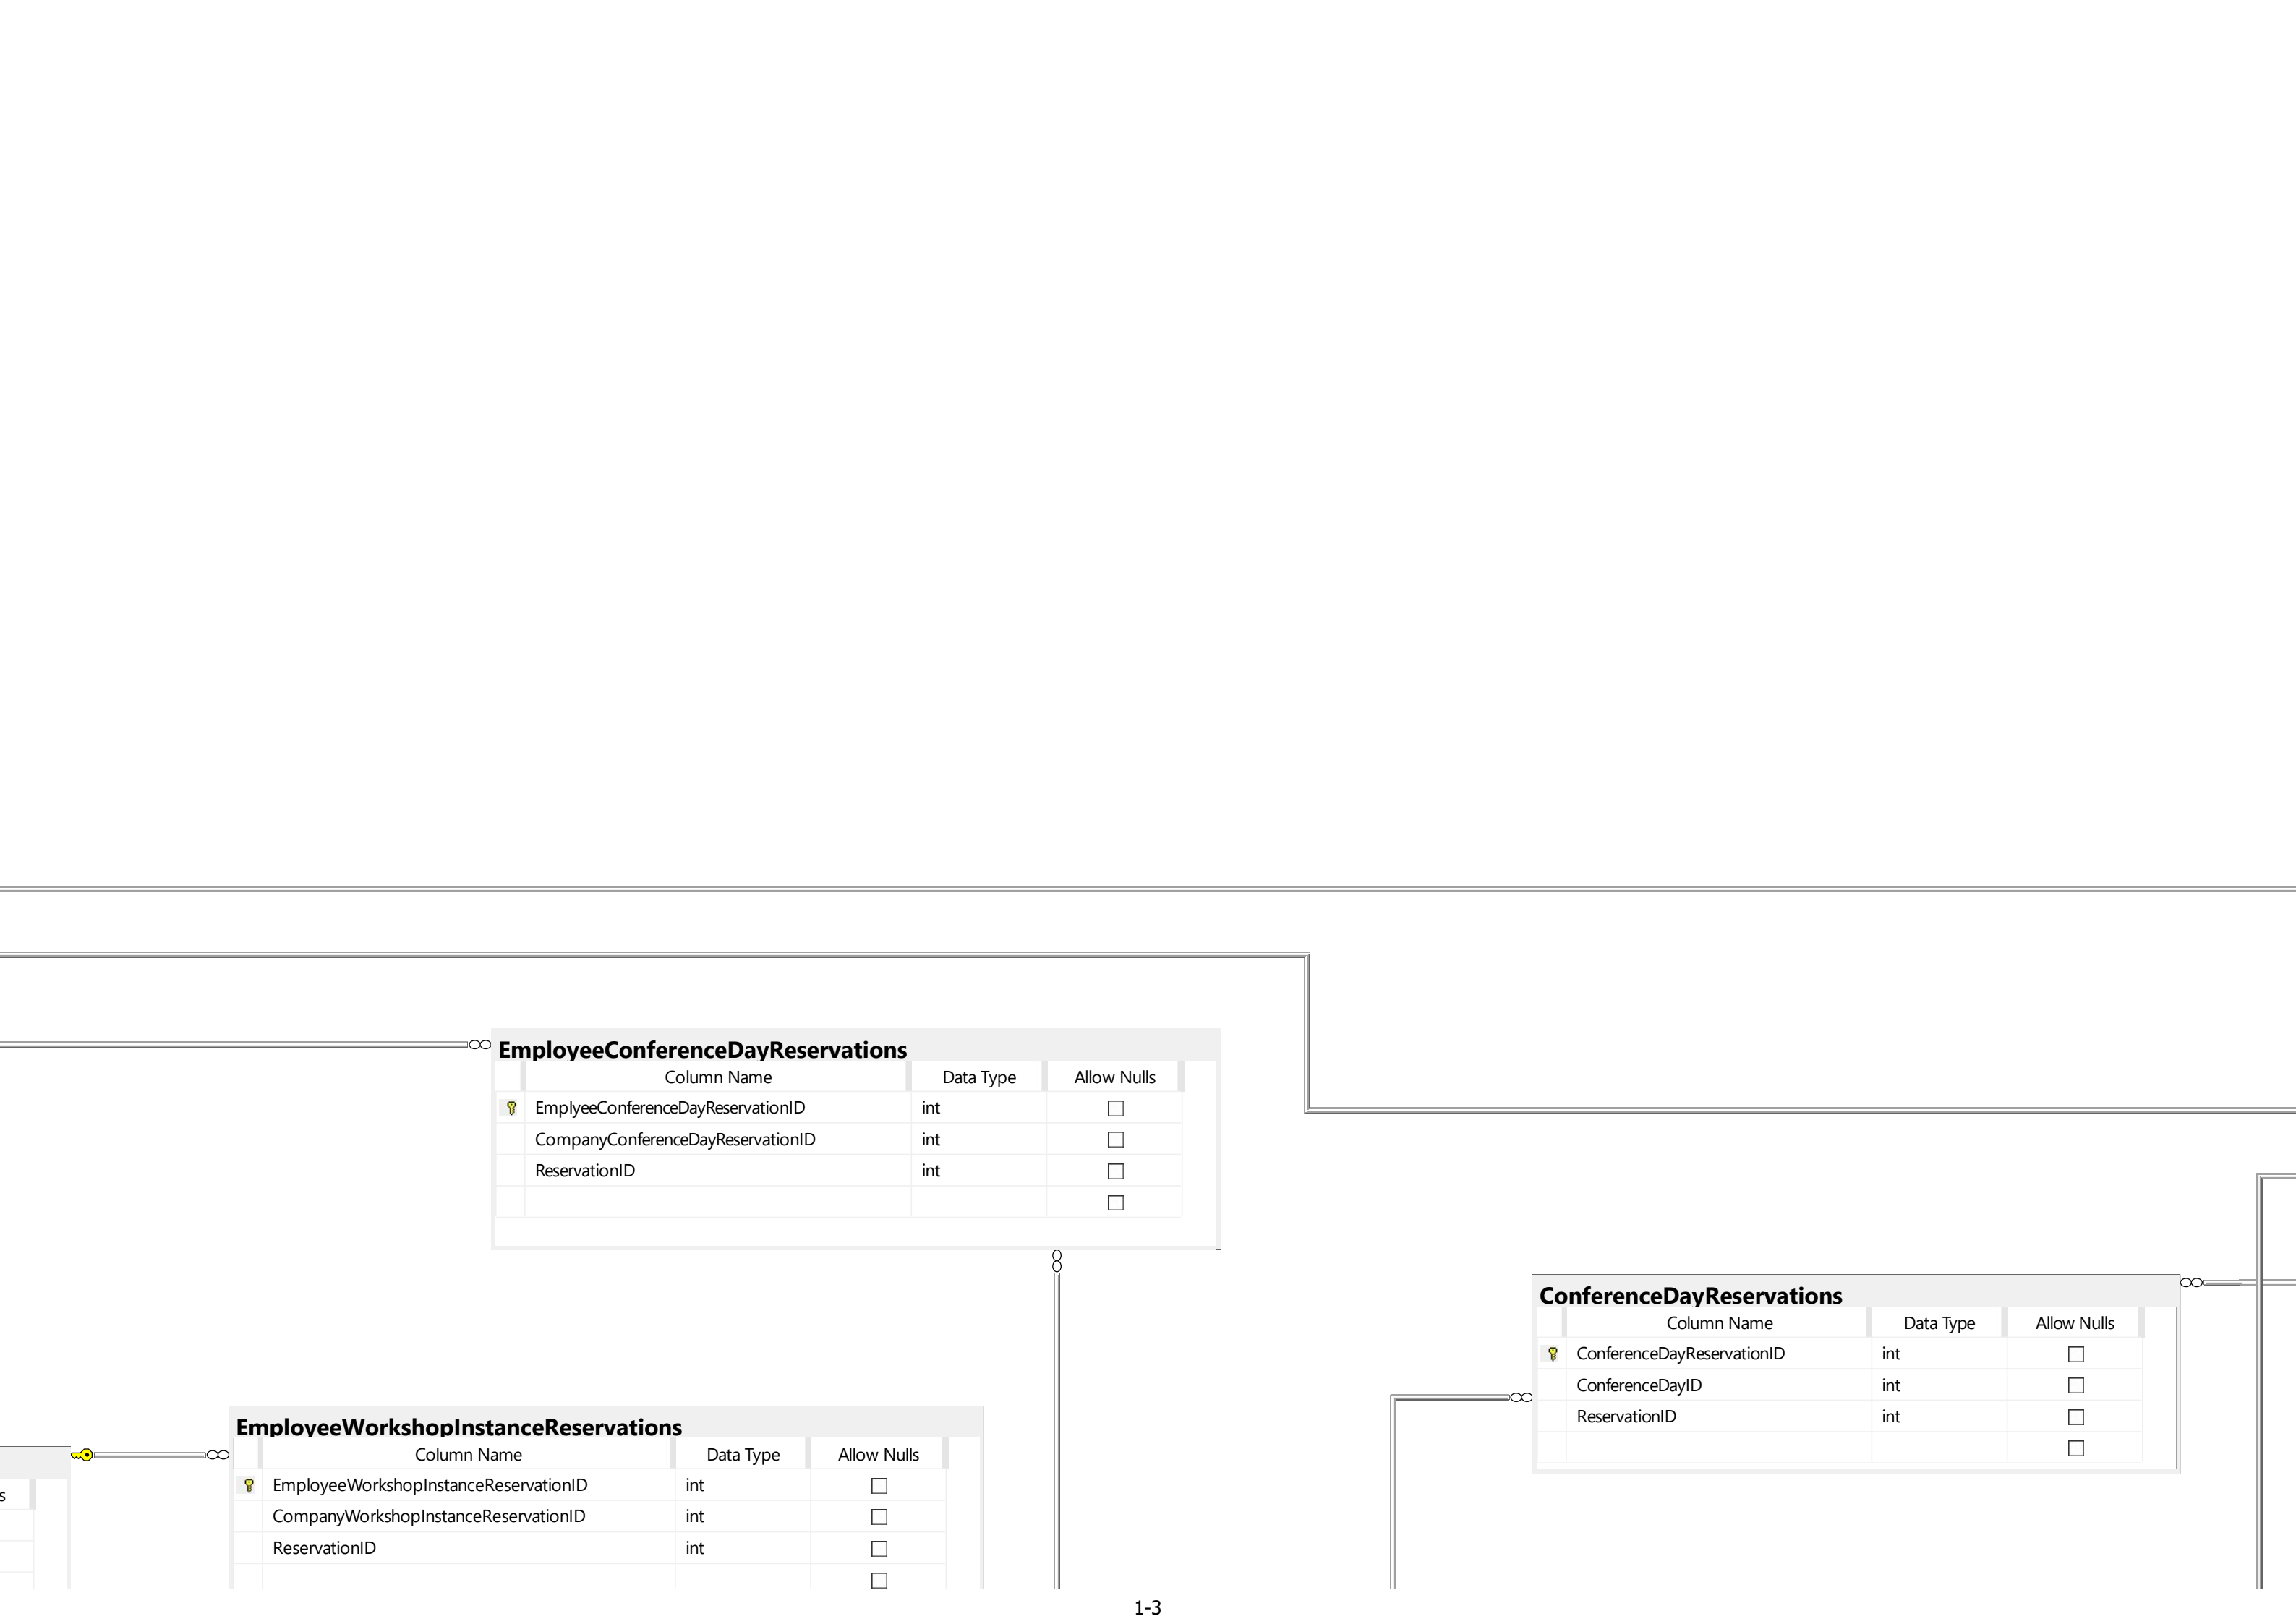 EmployeeConferenceDayReservations
Column Name Data Type Allow Nulls
EmplyeeConferenceDayReservationID int
CompanyConferenceDayReservationID int
ReservationID int
ConferenceDayReservations
Column Name Data Type Allow Nulls
ConferenceDayReservationID int
ConferenceDayID int
ReservationID int
EmployeeWorkshopInstanceReservations
Column Name Data Type Allow Nulls
EmployeeWorkshopInstanceReservationID int
CompanyWorkshopInstanceReservationID int
ReservationID int
s
1-3